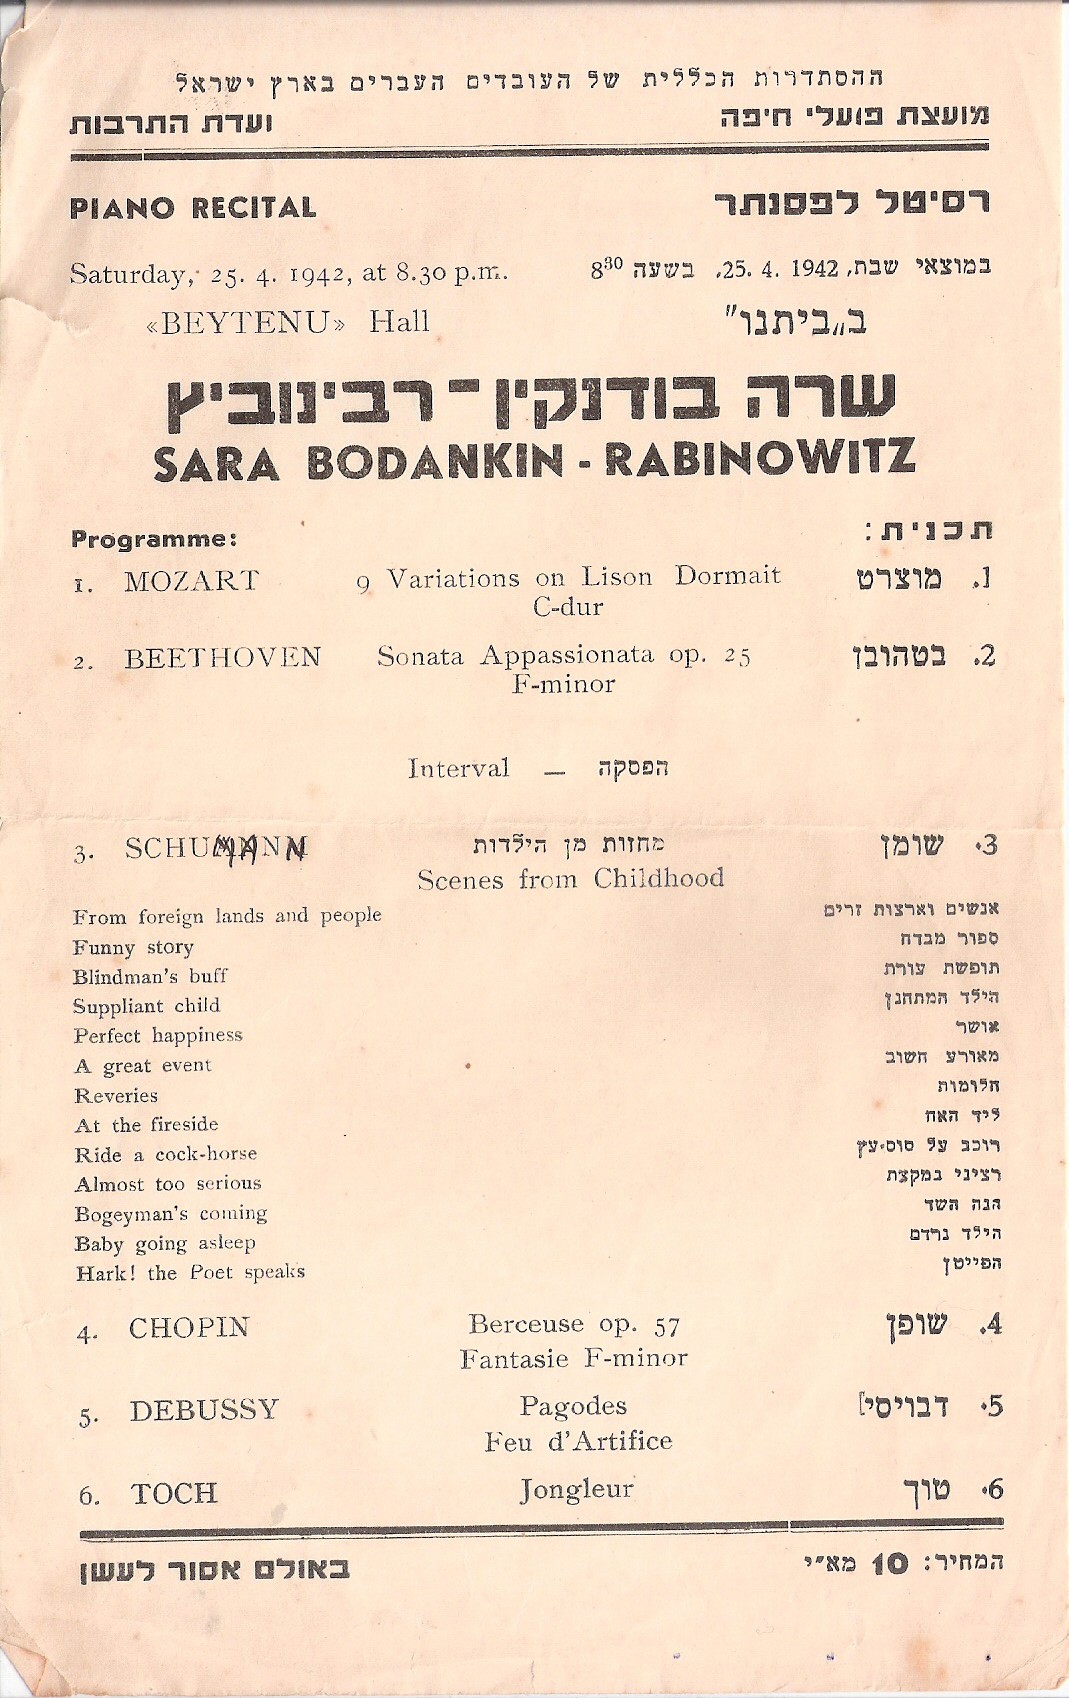 ההסתדרות הכללית של העובדים העברים בארץ ישראל
מועצת פועלי חיפה ועדת התרבות
PIANO RECITAL רסיטל לפסנתר
Saturday, 25. 4. 1942, at 8.30 p.m. במוצאי שבת, 25. 4. 1942, בשעה 8³⁰
«BEYTENU» Hall ב„ביתנו"
שרה בודנקין־רבינוביץ
SARA BODANKIN - RABINOWITZ
Programme: תכנית:
1. MOZART 9 Variations on Lison Dormait 1. מוצרט
C-dur
2. BEETHOVEN Sonata Appassionata op. 25 2. בטהובן
F-minor
Interval — הפסקה
3. SCHUMANN מחזות מן הילדות 3. שומן
Scenes from Childhood
From foreign lands and people אנשים וארצות זרים
Funny story ספור מבדח
Blindman's buff תופשת עורת
Suppliant child הילד המתחנן
Perfect happiness אושר
A great event מאורע חשוב
Reveries חלומות
At the fireside ליד האח
Ride a cock-horse רוכב על סוס-עץ
Almost too serious רציני במקצת
Bogeyman's coming הנה השד
Baby going asleep הילד נרדם
Hark! the Poet speaks הפייטן
4. CHOPIN Berceuse op. 57 4. שופן
Fantasie F-minor
5. DEBUSSY Pagodes 5. דבויסי
Feu d'Artifice
6. TOCH Jongleur 6. טוך
המחיר: 10 מא"י באולם אסור לעשן